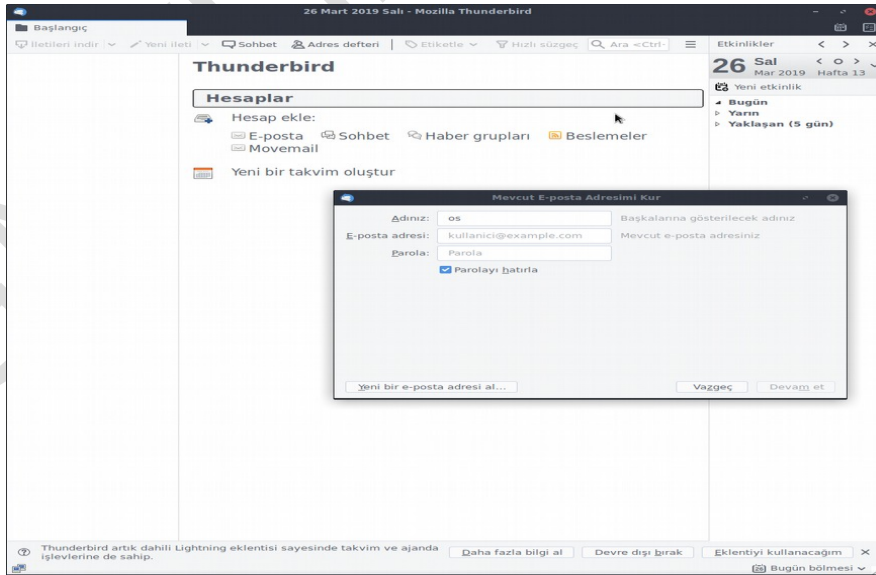 26 Mart 2019 Salı - Mozilla Thunderbird
Başlangıç
İletileri indir
Yeni ileti
Sohbet
Adres defteri
Etiketle
Hızlı süzgeç
Ara <Ctrl-
Etkinlikler
Thunderbird
26 Sal
Mar 2019 Hafta 13
Yeni etkinlik
Hesaplar
Bugün
Yarın
Yaklaşan (5 gün)
Hesap ekle:
E-posta Sohbet Haber grupları Beslemeler
Movemail
Yeni bir takvim oluştur
Mevcut E-posta Adresimi Kur
Adınız: os Başkalarına gösterilecek adınız
E-posta adresi: kullanici@example.com Mevcut e-posta adresiniz
Parola: Parola
Parolayı hatırla
Yeni bir e-posta adresi al... Vazgeç Devam et
Thunderbird artık dahili Lightning eklentisi sayesinde takvim ve ajanda
işlevlerine de sahip.
Daha fazla bilgi al Devre dışı bırak Eklentiyi kullanacağım
Bugün bölmesi